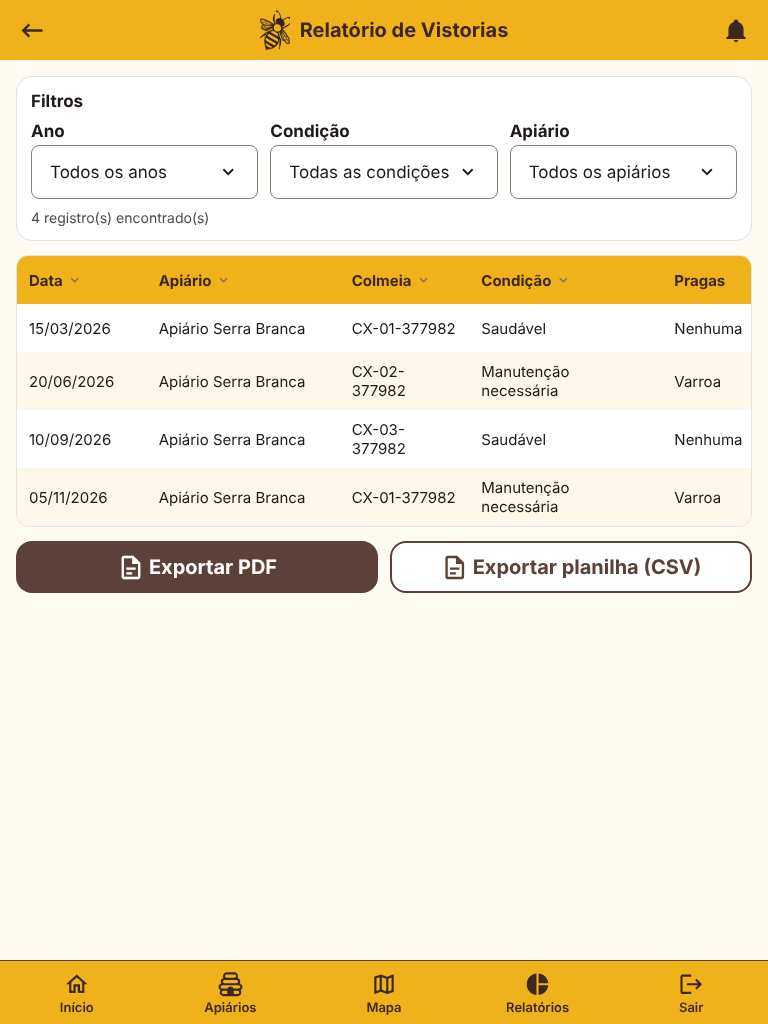 Relatório de Vistorias
Filtros
Ano
Condição
Apiário
Todos os anos
Todas as condições
Todos os apiários
4 registro(s) encontrado(s)
Data Apiário Colmeia Condição Pragas
15/03/2026 Apiário Serra Branca CX-01-377982 Saudável Nenhuma
20/06/2026 Apiário Serra Branca CX-02-377982 Manutenção necessária Varroa
10/09/2026 Apiário Serra Branca CX-03-377982 Saudável Nenhuma
05/11/2026 Apiário Serra Branca CX-01-377982 Manutenção necessária Varroa
Exportar PDF
Exportar planilha (CSV)
Início
Apiários
Mapa
Relatórios
Sair